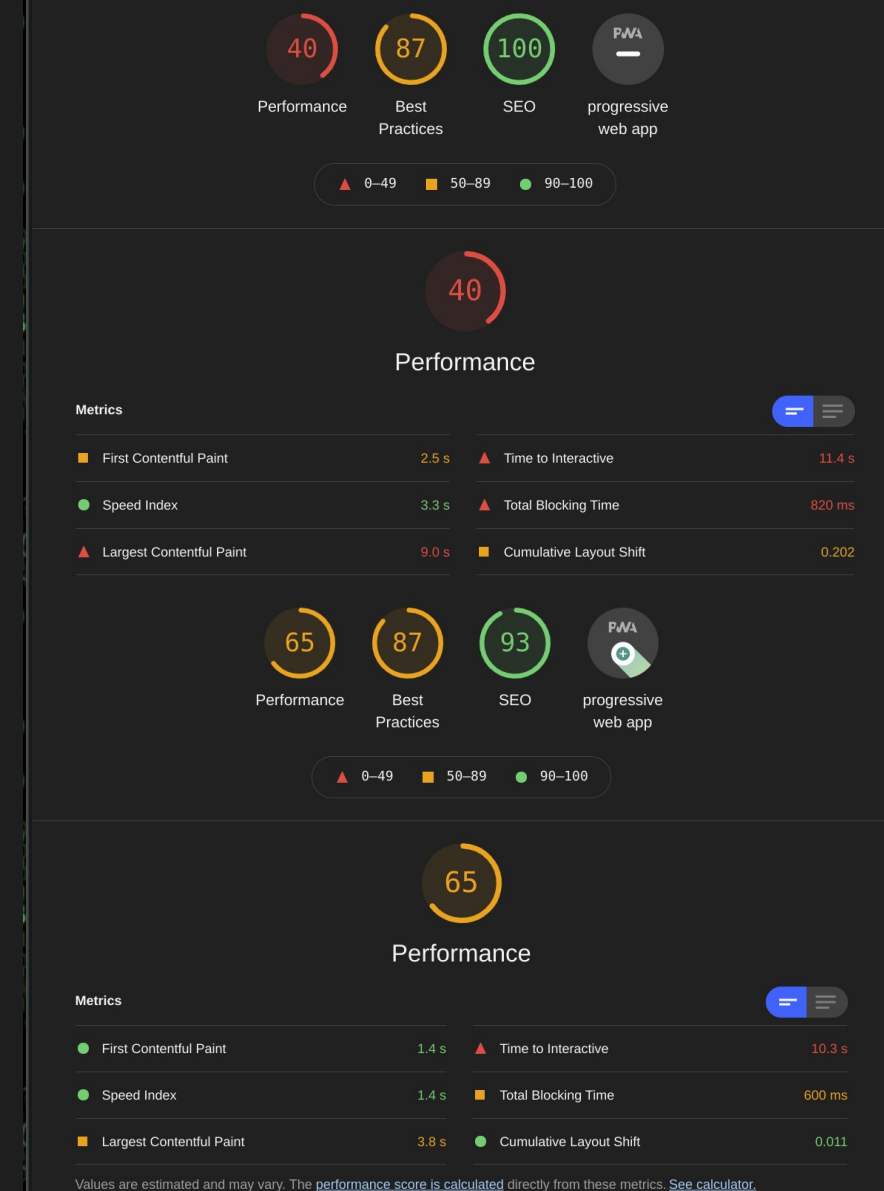 40
87
100
PWA
Performance
Best
Practices
SEO
progressive
web app
0–49 50–89 90–100
40
Performance
Metrics
First Contentful Paint 2.5 s
Time to Interactive 11.4 s
Speed Index 3.3 s
Total Blocking Time 820 ms
Largest Contentful Paint 9.0 s
Cumulative Layout Shift 0.202
65
87
93
PWA
Performance
Best
Practices
SEO
progressive
web app
0–49 50–89 90–100
65
Performance
Metrics
First Contentful Paint 1.4 s
Time to Interactive 10.3 s
Speed Index 1.4 s
Total Blocking Time 600 ms
Largest Contentful Paint 3.8 s
Cumulative Layout Shift 0.011
Values are estimated and may vary. The performance score is calculated directly from these metrics. See calculator.